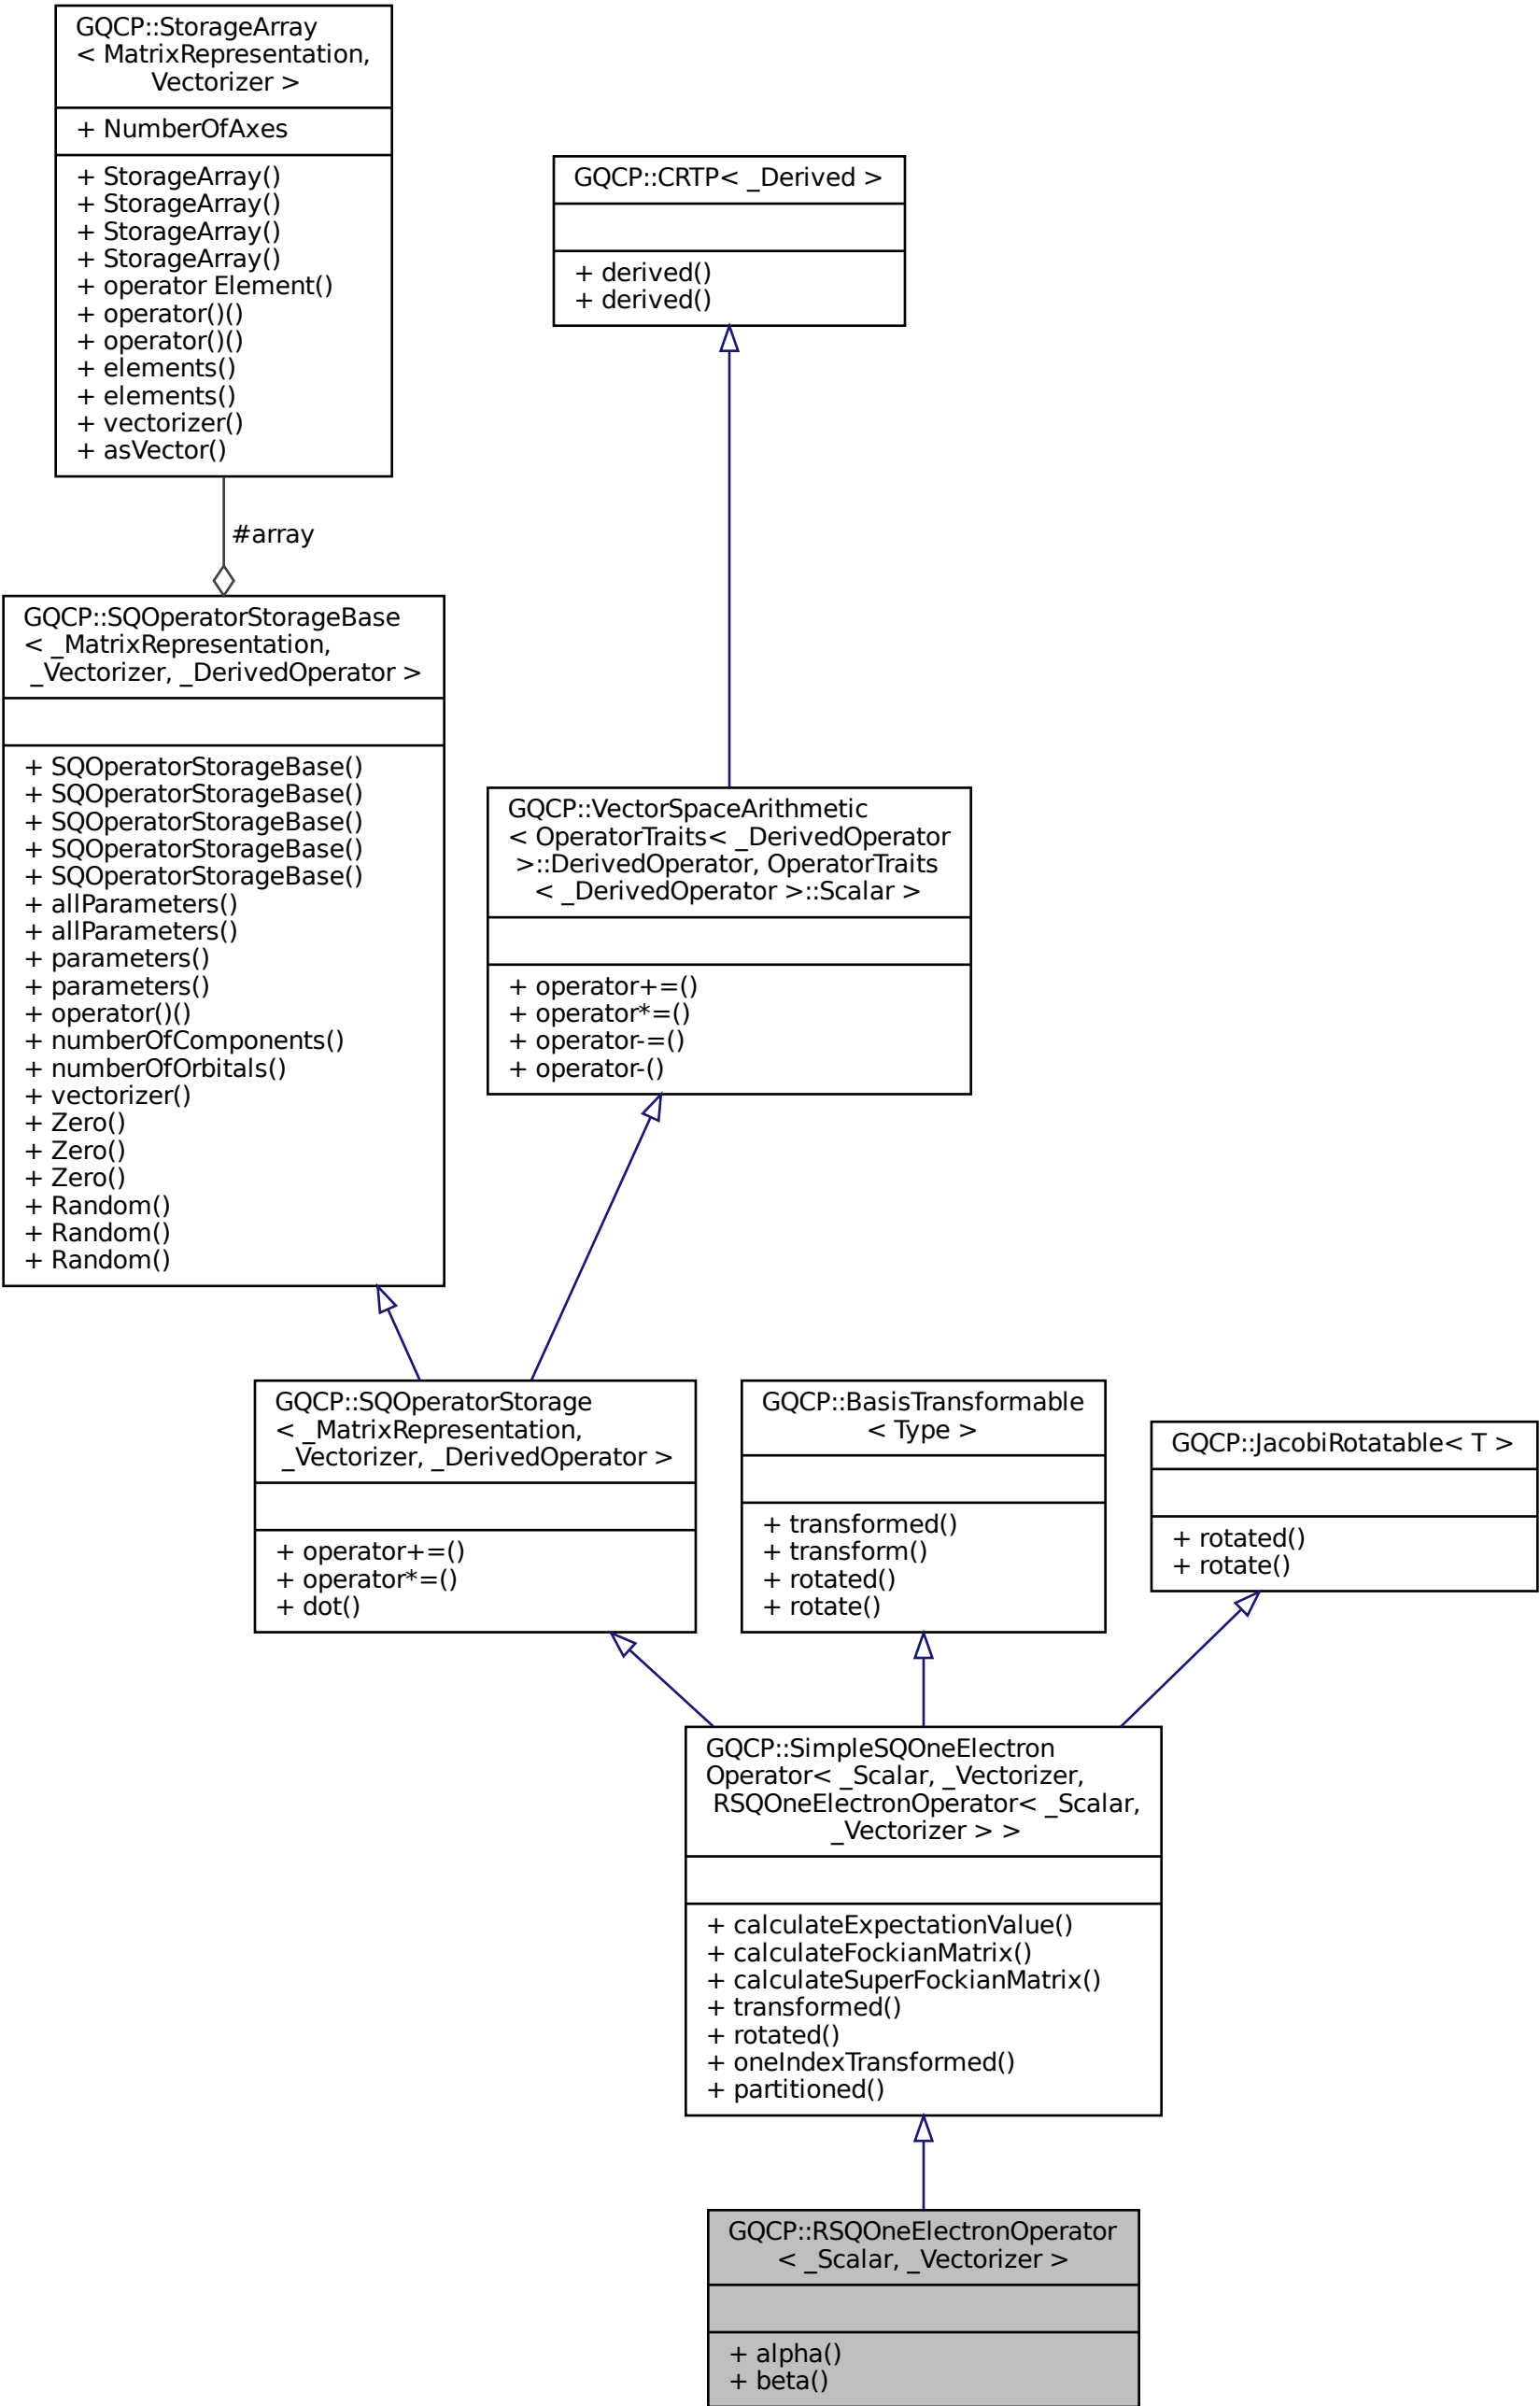 GQCP::StorageArray
< MatrixRepresentation,
Vectorizer >
+ NumberOfAxes
+ StorageArray()
+ StorageArray()
+ StorageArray()
+ StorageArray()
+ operator Element()
+ operator()()
+ operator()()
+ elements()
+ elements()
+ vectorizer()
+ asVector()
GQCP::CRTP< _Derived >
+ derived()
+ derived()
#array
GQCP::SQOperatorStorageBase
< _MatrixRepresentation,
_Vectorizer, _DerivedOperator >
+ SQOperatorStorageBase()
+ SQOperatorStorageBase()
+ SQOperatorStorageBase()
+ SQOperatorStorageBase()
+ SQOperatorStorageBase()
+ allParameters()
+ allParameters()
+ parameters()
+ parameters()
+ operator()()
+ numberOfComponents()
+ numberOfOrbitals()
+ vectorizer()
+ Zero()
+ Zero()
+ Zero()
+ Random()
+ Random()
+ Random()
GQCP::VectorSpaceArithmetic
< OperatorTraits< _DerivedOperator
>::DerivedOperator, OperatorTraits
< _DerivedOperator >::Scalar >
+ operator+=()
+ operator*=()
+ operator-=()
+ operator-()
GQCP::SQOperatorStorage
< _MatrixRepresentation,
_Vectorizer, _DerivedOperator >
+ operator+=()
+ operator*=()
+ dot()
GQCP::BasisTransformable
< Type >
+ transformed()
+ transform()
+ rotated()
+ rotate()
GQCP::JacobiRotatable< T >
+ rotated()
+ rotate()
GQCP::SimpleSQOneElectron
Operator< _Scalar, _Vectorizer,
RSQOneElectronOperator< _Scalar,
_Vectorizer > >
+ calculateExpectationValue()
+ calculateFockianMatrix()
+ calculateSuperFockianMatrix()
+ transformed()
+ rotated()
+ oneIndexTransformed()
+ partitioned()
GQCP::RSQOneElectronOperator
< _Scalar, _Vectorizer >
+ alpha()
+ beta()